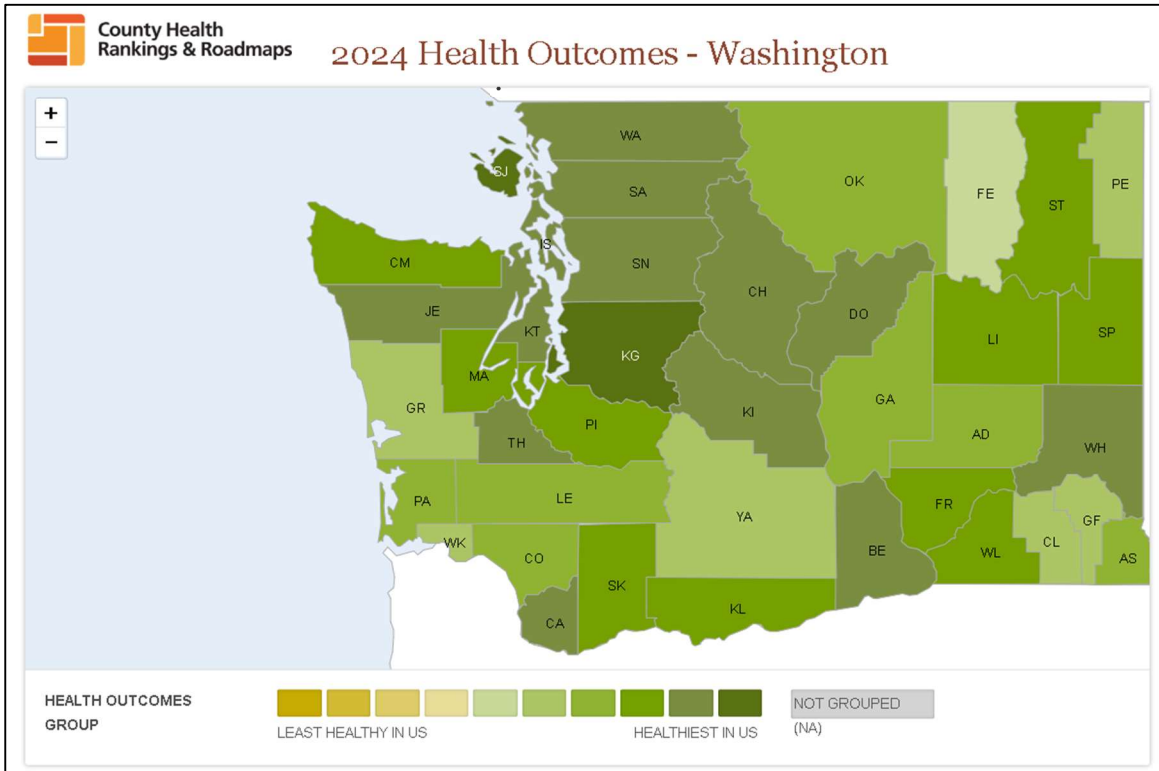 County Health
Rankings & Roadmaps
2024 Health Outcomes - Washington
+
−
WA
SJ
SA
OK
FE
ST
PE
IS
CM
SN
CH
JE
KT
DO
KG
LI
SP
MA
GR
KI
GA
TH
PI
AD
WH
PA
LE
YA
FR
GF
WK
CO
BE
WL
CL
AS
SK
KL
CA
HEALTH OUTCOMES
GROUP
LEAST HEALTHY IN US
HEALTHIEST IN US
NOT GROUPED
(NA)